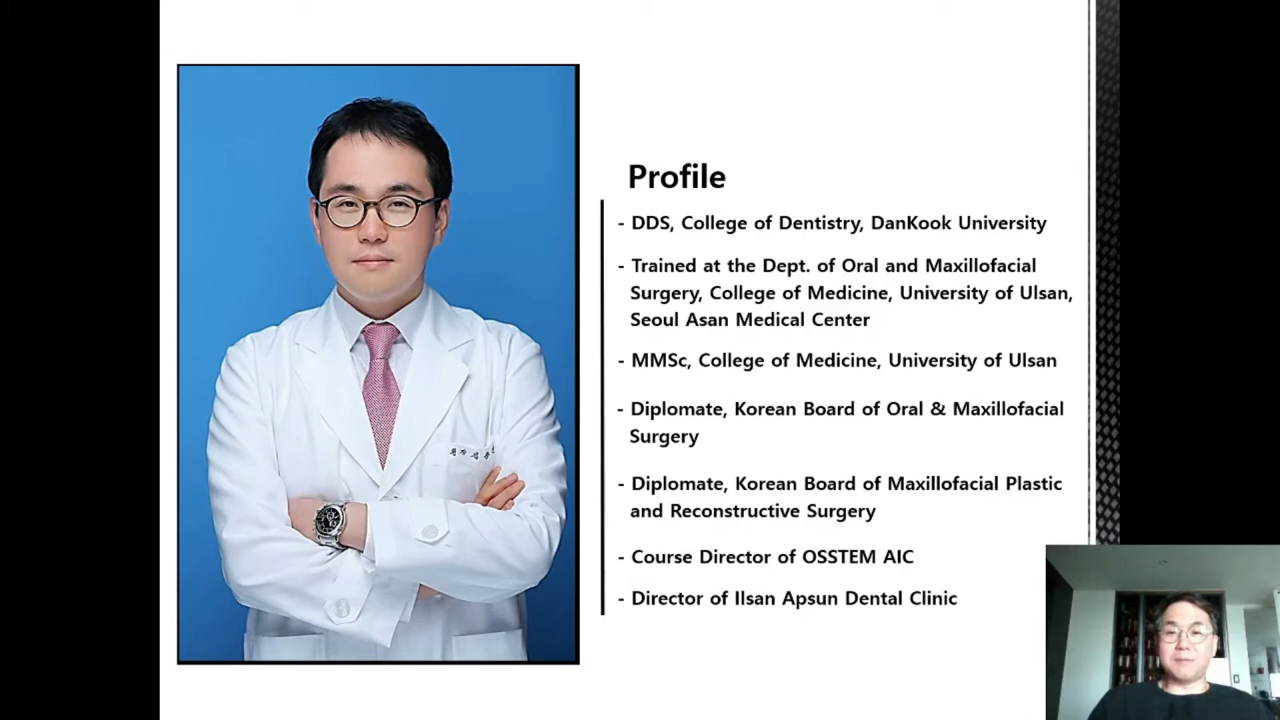 Profile
- DDS, College of Dentistry, DanKook University
- Trained at the Dept. of Oral and Maxillofacial
Surgery, College of Medicine, University of Ulsan,
Seoul Asan Medical Center
- MMSc, College of Medicine, University of Ulsan
- Diplomate, Korean Board of Oral & Maxillofacial
Surgery
- Diplomate, Korean Board of Maxillofacial Plastic
and Reconstructive Surgery
- Course Director of OSSTEM AIC
- Director of Ilsan Apsun Dental Clinic